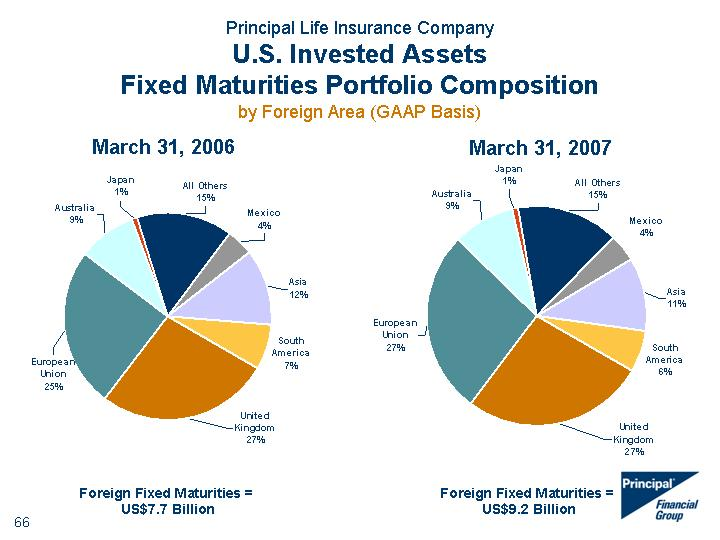 Principal Life Insurance Company
U.S. Invested Assets
Fixed Maturities Portfolio Composition
by Foreign Area (GAAP Basis)
March 31, 2006
Japan
1%
All Others
15%
Australia
9%
Mexico
4%
Asia
12%
South
America
7%
European
Union
25%
United
Kingdom
27%
Foreign Fixed Maturities =
US$7.7 Billion
March 31, 2007
Japan
1%
All Others
15%
Australia
9%
Mexico
4%
Asia
11%
European
Union
27%
South
America
6%
United
Kingdom
27%
Foreign Fixed Maturities =
US$9.2 Billion
Principal
Financial
Group
66